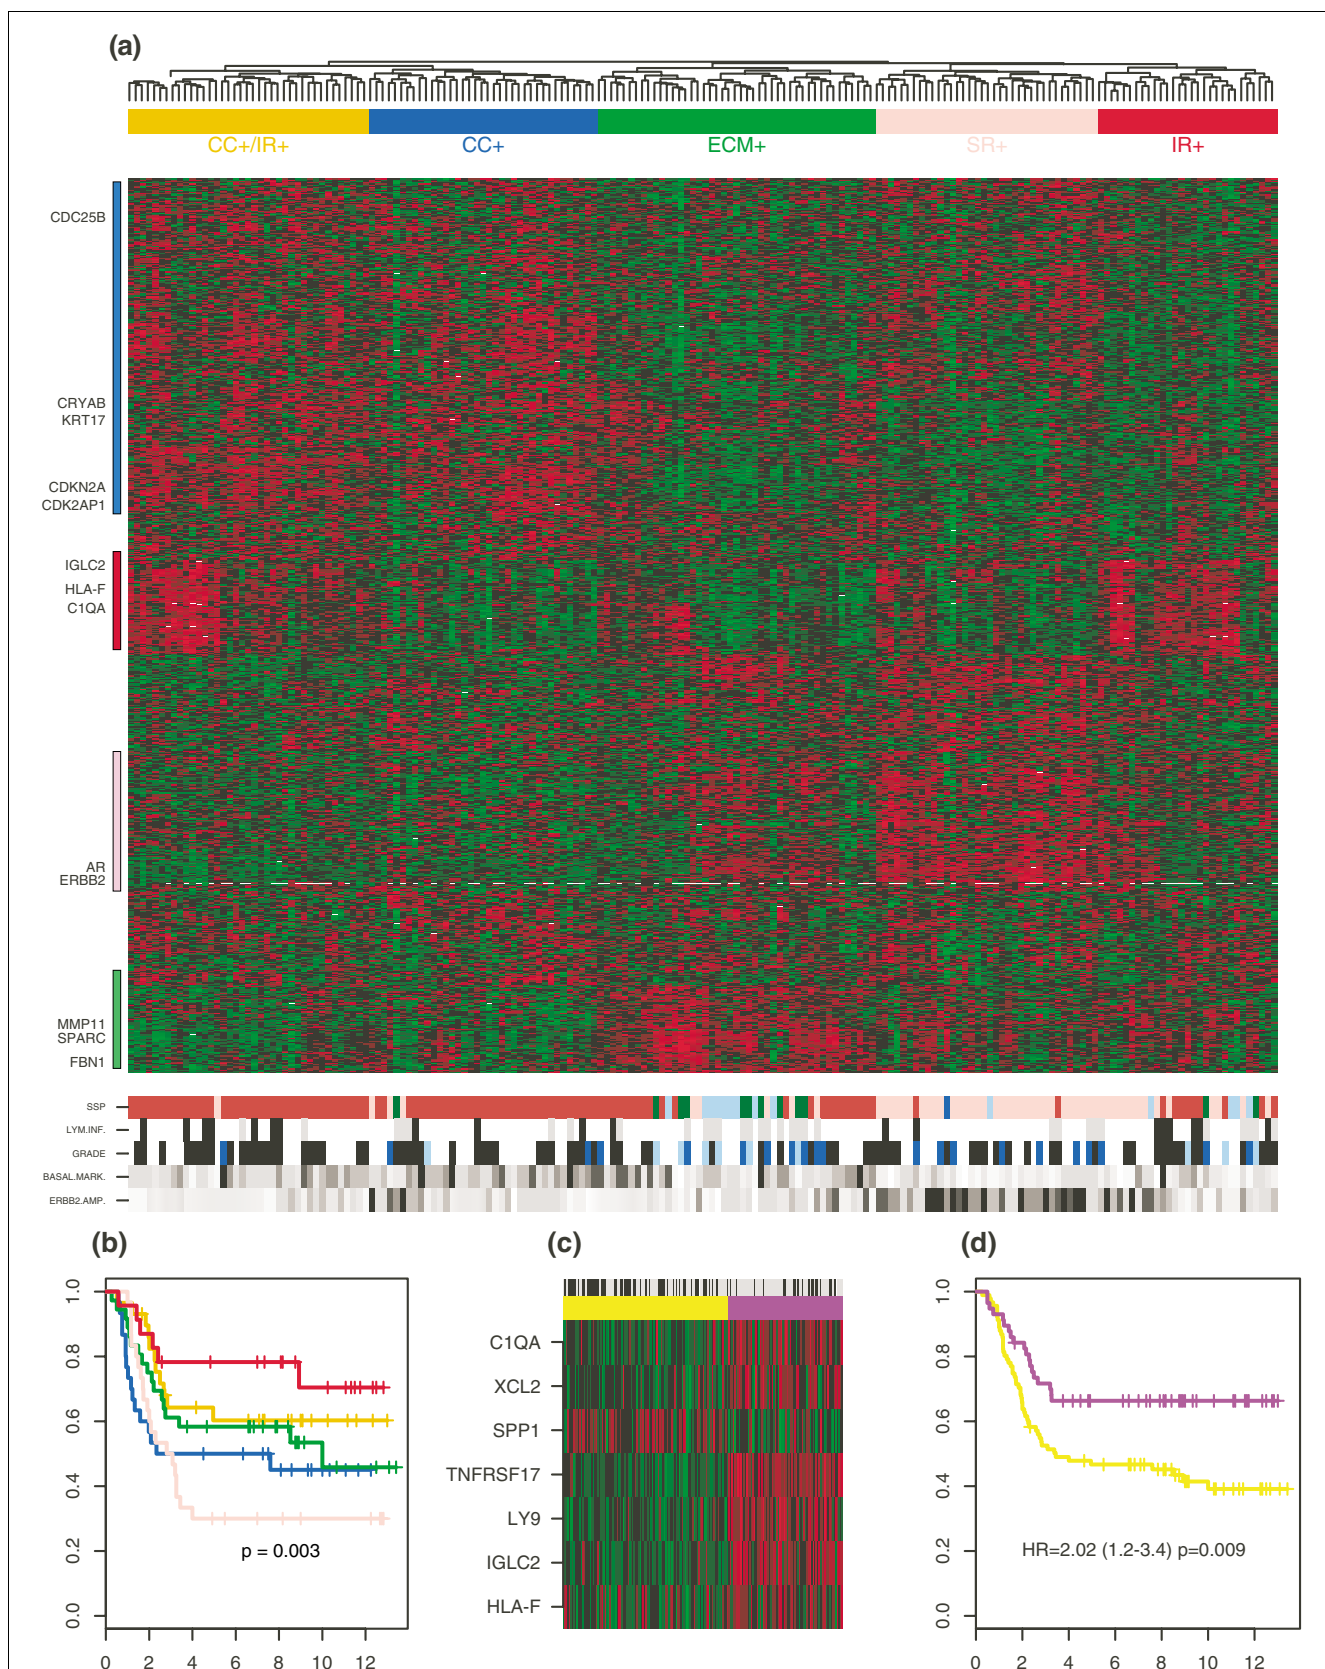 (a)
CC+/IR+ CC+ ECM+ SR+ IR+
CDC25B
CRYAB
KRT17
CDKN2A
CDK2AP1
IGLC2
HLA-F
C1QA
AR
ERBB2
MMP11
SPARC
FBN1
SSP
LYM.INF.
GRADE
BASAL.MARK.
ERBB2.AMP.
(b)
1.0
0.8
0.6
0.4
0.2
0.0
p = 0.003
0 2 4 6 8 10 12
(c)
C1QA
XCL2
SPP1
TNFRSF17
LY9
IGLC2
HLA-F
(d)
1.0
0.8
0.6
0.4
0.2
0.0
HR=2.02 (1.2-3.4) p=0.009
0 2 4 6 8 10 12